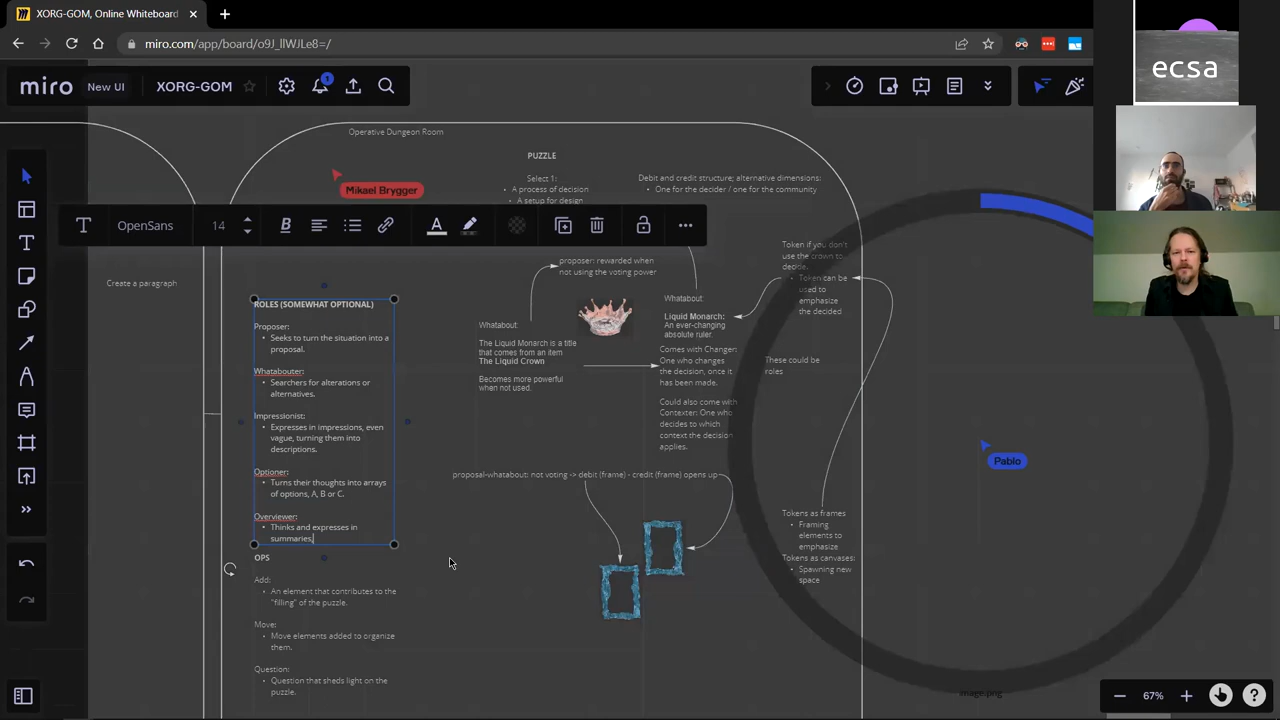 XORG-GOM, Online Whiteboard
miro.com/app/board/o9J_lIWJLe8=/
miro
New UI
XORG-GOM
1
ecsa
Operative Dungeon Room
PUZZLE
Select 1:
A process of decision
A setup for design
Debit and credit structure; alternative dimensions:
One for the decider / one for the community
Mikael Brygger
OpenSans
14
B
A
Create a paragraph
ROLES (SOMEWHAT OPTIONAL)
Proposer:
Seeks to turn the situation into a
proposal.
Whatabouter:
Searchers for alterations or
alternatives.
Impressionist:
Expresses in impressions, even
vague, turning them into
descriptions.
Optioner:
Turns their thoughts into arrays
of options, A, B or C.
Overviewer:
Thinks and expresses in
summaries,
OPS
Add:
An element that contributes to the
"filling" of the puzzle.
Move:
Move elements added to organize
them.
Question:
Question that sheds light on the
puzzle.
proposer: rewarded when
not using the voting power
Whatabout:
The Liquid Monarch is a title
that comes from an item
The Liquid Crown
Becomes more powerful
when not used.
Whatabout:
Liquid Monarch:
An ever-changing
absolute ruler.
Comes with Changer:
One who changes
the decision, once it
has been made.
Could also come with
Contexter: One who
decides to which
context the decision
applies.
These could be
roles
Token if you don't
use the crown to
decide.
Token can be
used to
emphasize
the decided
proposal-whatabout: not voting -> debit (frame) - credit (frame) opens up
Tokens as frames
Framing
elements to
emphasize
Tokens as canvases:
Spawning new
space
Pablo
image.png
67%